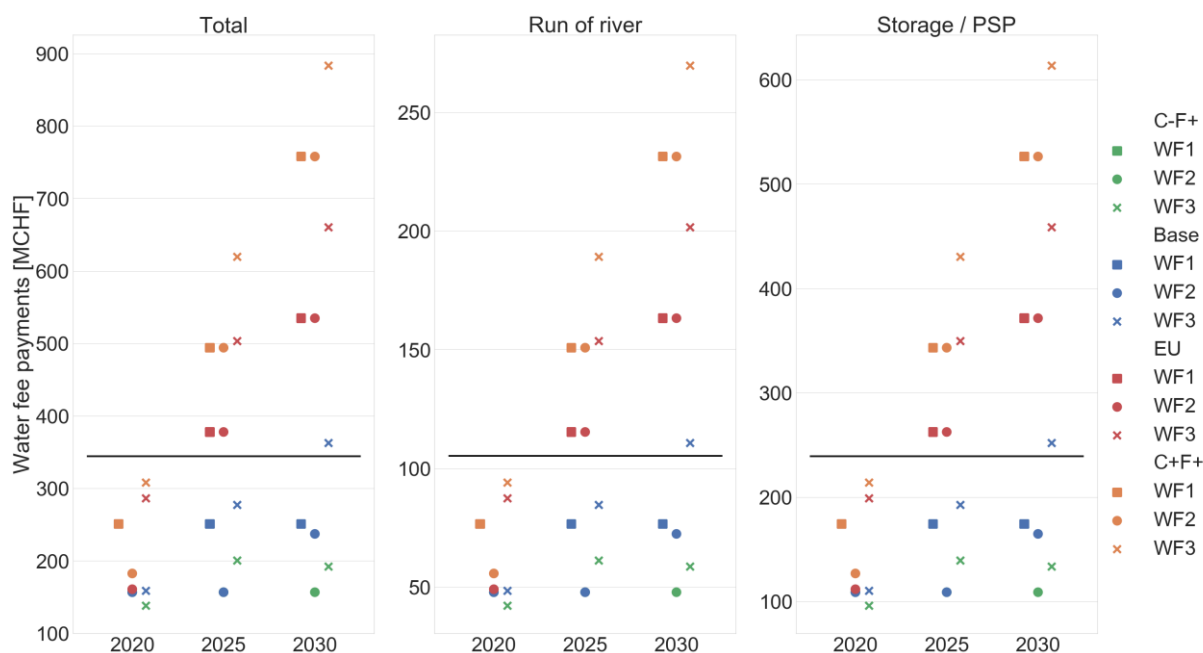 Total
Run of river
Storage / PSP
Water fee payments [MCHF]
900
800
700
600
500
400
300
200
100
2020
2025
2030
250
200
150
100
50
2020
2025
2030
600
500
400
300
200
100
2020
2025
2030
C-F+
WF1
WF2
WF3
Base
WF1
WF2
WF3
EU
WF1
WF2
WF3
C+F+
WF1
WF2
WF3